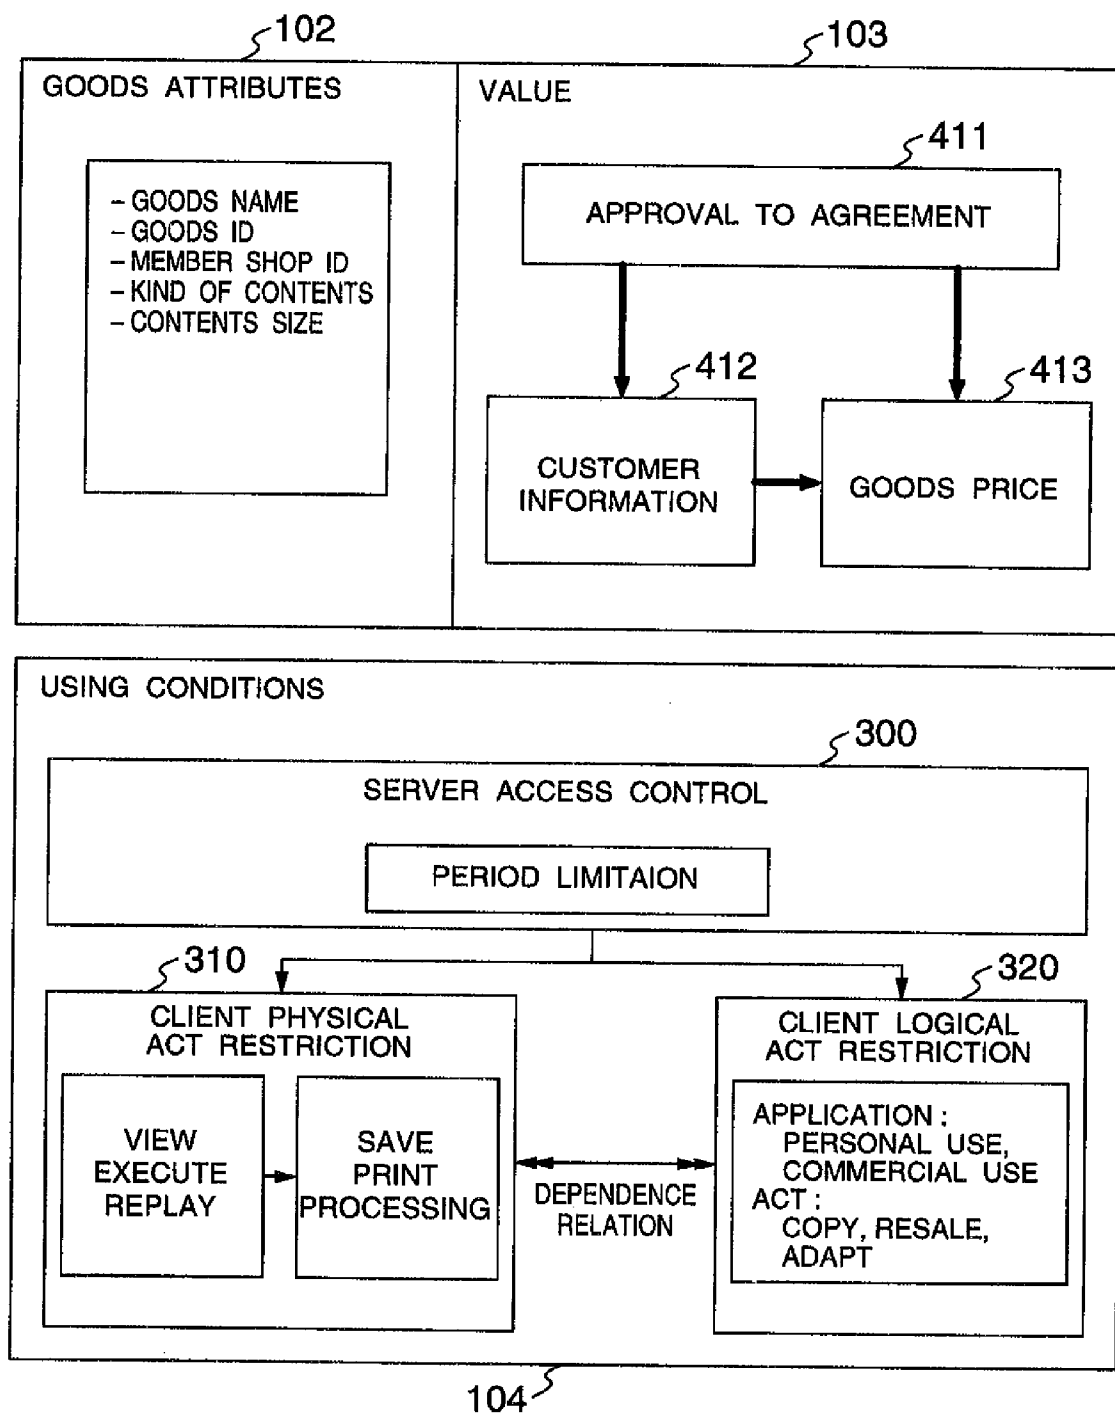 102
103
GOODS ATTRIBUTES
- GOODS NAME
- GOODS ID
- MEMBER SHOP ID
- KIND OF CONTENTS
- CONTENTS SIZE
VALUE
411
APPROVAL TO AGREEMENT
412
413
CUSTOMER
INFORMATION
GOODS PRICE
USING CONDITIONS
300
SERVER ACCESS CONTROL
PERIOD LIMITAION
310
CLIENT PHYSICAL
ACT RESTRICTION
VIEW
EXECUTE
REPLAY
SAVE
PRINT
PROCESSING
DEPENDENCE
RELATION
320
CLIENT LOGICAL
ACT RESTRICTION
APPLICATION :
PERSONAL USE,
COMMERCIAL USE
ACT :
COPY, RESALE,
ADAPT
104